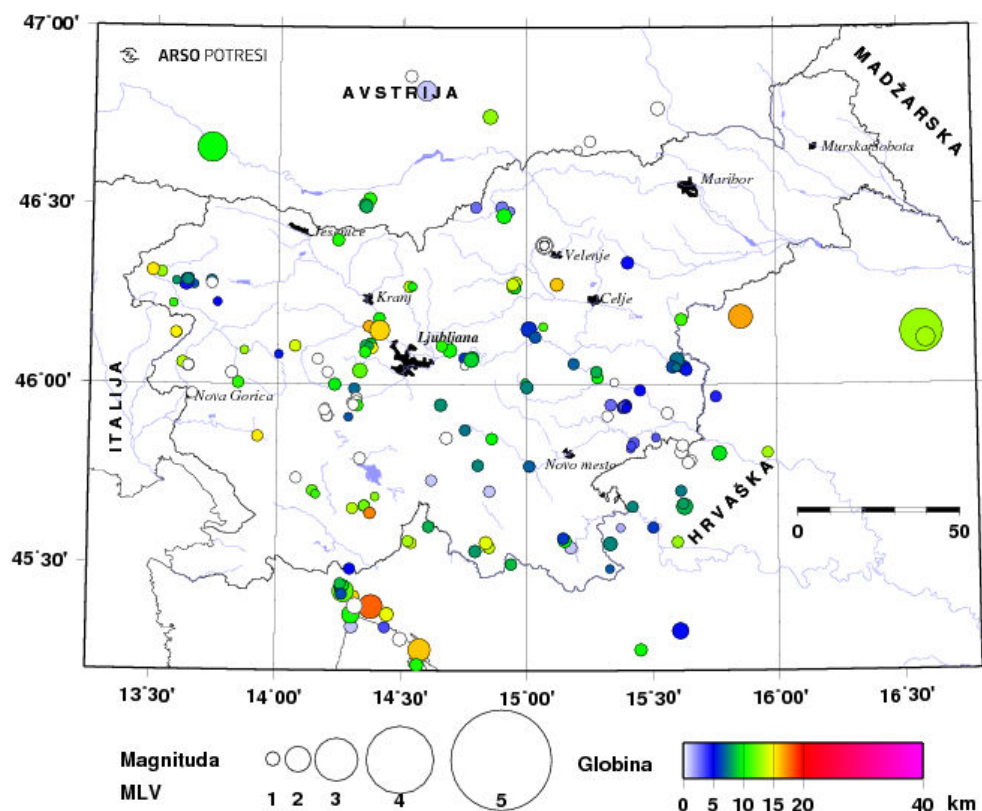 47°00'
ARSO POTRESI
AVSTRIJA
MADŽARSKA
Murska Sobota
Maribor
46°30'
Jesenice
Velenje
Kranj
Celje
Ljubljana
46°00'
Nova Gorica
ITALIJA
Novo mesto
HRVAŠKA
0 50
45°30'
13°30' 14°00' 14°30' 15°00' 15°30' 16°00' 16°30'
Magnituda
MLV
1 2 3 4 5
Globina
0 5 10 15 20 40 km